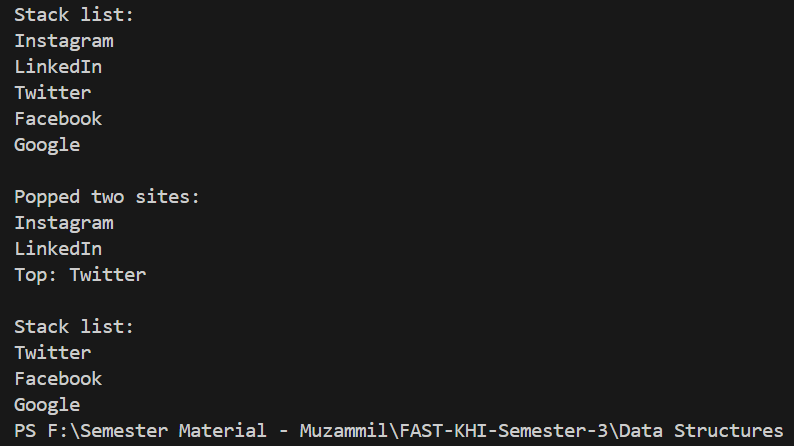 Stack list:
Instagram
LinkedIn
Twitter
Facebook
Google
Popped two sites:
Instagram
LinkedIn
Top: Twitter
Stack list:
Twitter
Facebook
Google
PS F:\Semester Material - Muzammil\FAST-KHI-Semester-3\Data Structures